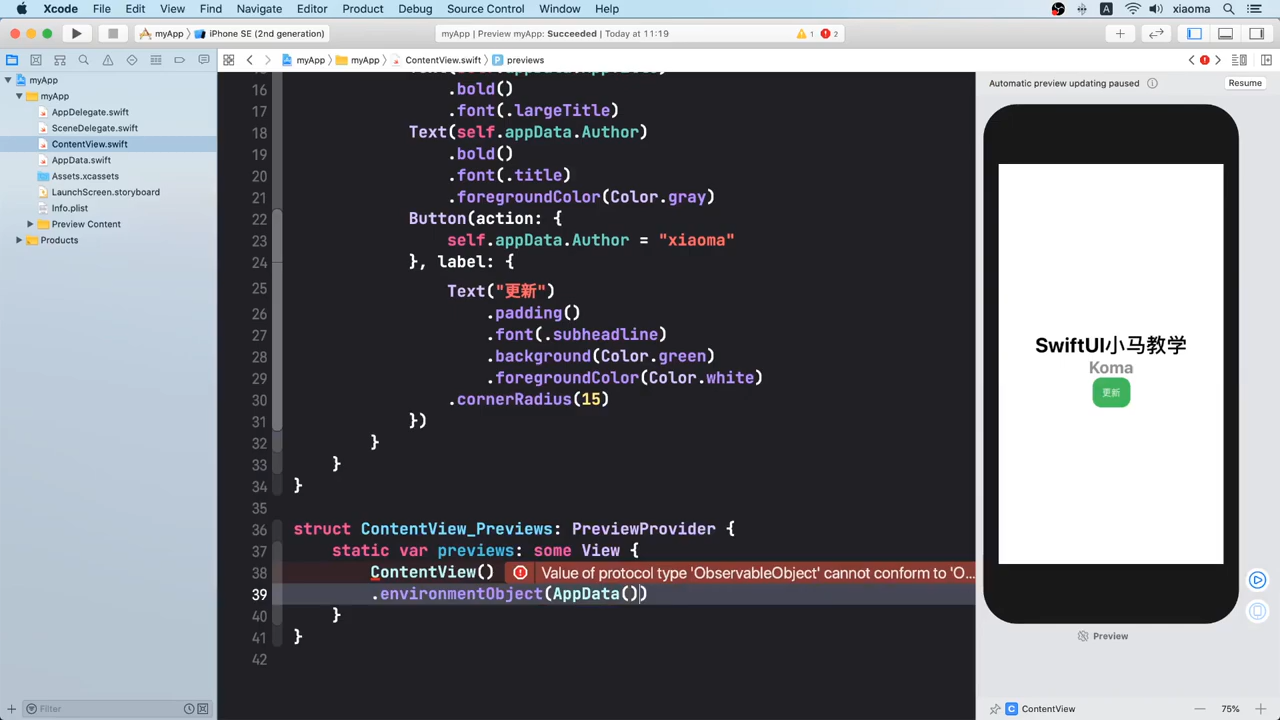 Xcode File Edit View Find Navigate Editor Product Debug Source Control Window Help A xiaoma
myApp iPhone SE (2nd generation) myApp | Preview myApp: Succeeded | Today at 11:19 1 2
myApp myApp ContentView.swift previews
myApp
myApp
AppDelegate.swift
SceneDelegate.swift
ContentView.swift
AppData.swift
Assets.xcassets
LaunchScreen.storyboard
Info.plist
Preview Content
Products
Filter
16 .bold()
17 .font(.largeTitle)
18 Text(self.appData.Author)
19 .bold()
20 .font(.title)
21 .foregroundColor(Color.gray)
22 Button(action: {
23 self.appData.Author = "xiaoma"
24 }, label: {
25 Text("更新")
26 .padding()
27 .font(.subheadline)
28 .background(Color.green)
29 .foregroundColor(Color.white)
30 .cornerRadius(15)
31 })
32 }
33 }
34 }
35
36 struct ContentView_Previews: PreviewProvider {
37 static var previews: some View {
38 ContentView() Value of protocol type 'ObservableObject' cannot conform to 'O...
39 .environmentObject(AppData())
40 }
41 }
42
Automatic preview updating paused Resume
SwiftUI小马教学
Koma
更新
Preview
ContentView 75%